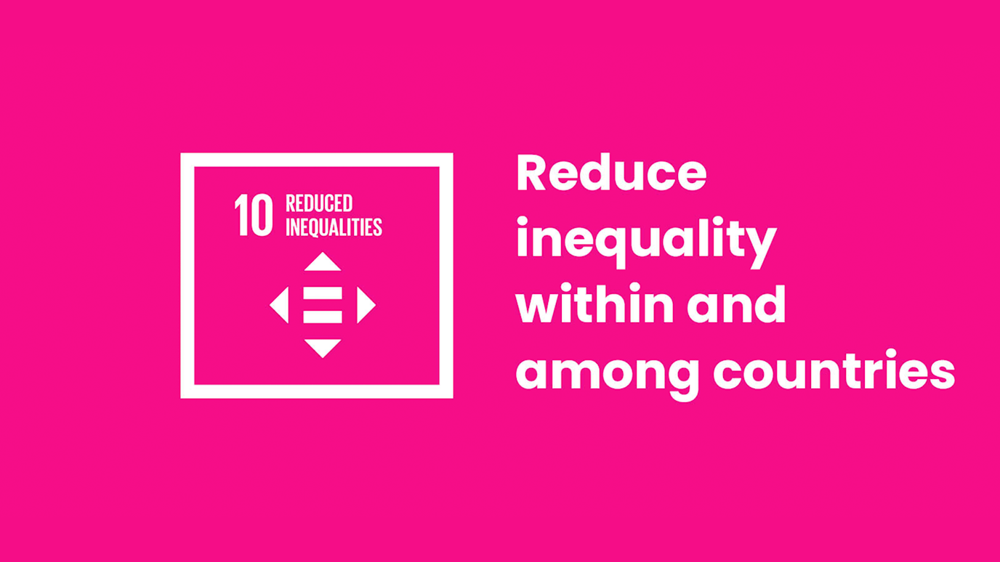 10 REDUCED
INEQUALITIES
Reduce
inequality
within and
among countries